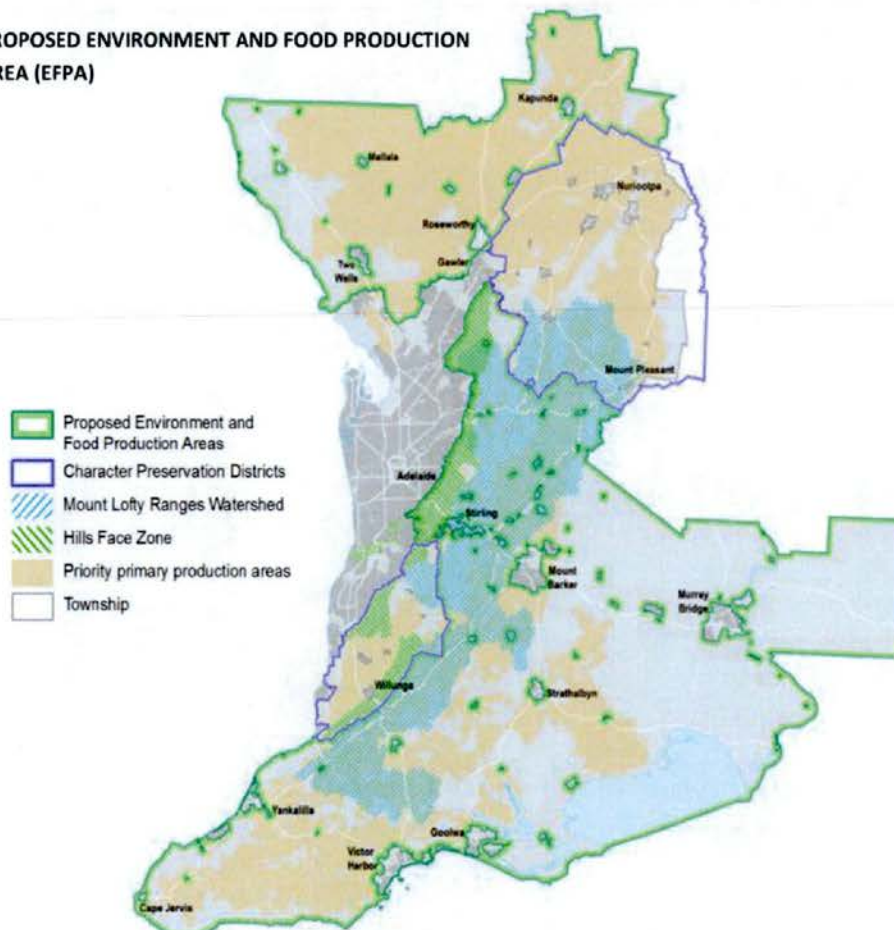 ROPOSED ENVIRONMENT AND FOOD PRODUCTION
REA (EFPA)
Kapunda
Mallala
Nuriootpa
Roseworthy
Gawler
Two
Wells
Mount Pleasant
Proposed Environment and
Food Production Areas
Character Preservation Districts
Mount Lofty Ranges Watershed
Hills Face Zone
Priority primary production areas
Township
Adelaide
Stirling
Mount
Barker
Murray
Bridge
Willunga
Strathalbyn
Yankalilla
Goolwa
Victor
Harbor
Cape Jervis